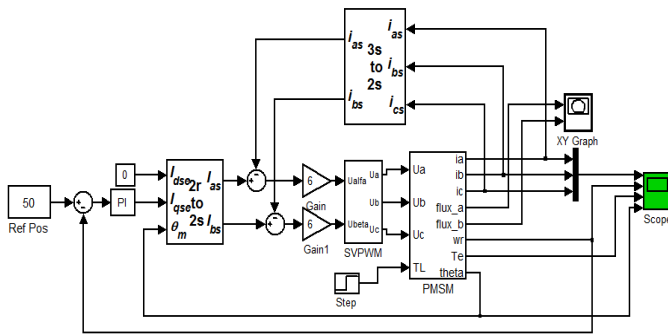 i_as
i_bs
3s
to
2s
i_as
i_bs
i_cs
XY Graph
0
50
Ref Pos
PI
I_dse
I_qse
θ_m
2r
to
2s
I_as
I_bs
6
Gain
6
Gain1
Ualfa
Ubeta
Ua
Ub
Uc
SVPWM
Step
Ua
Ub
Uc
TL
ia
ib
ic
flux_a
flux_b
wr
Te
theta
PMSM
Scope